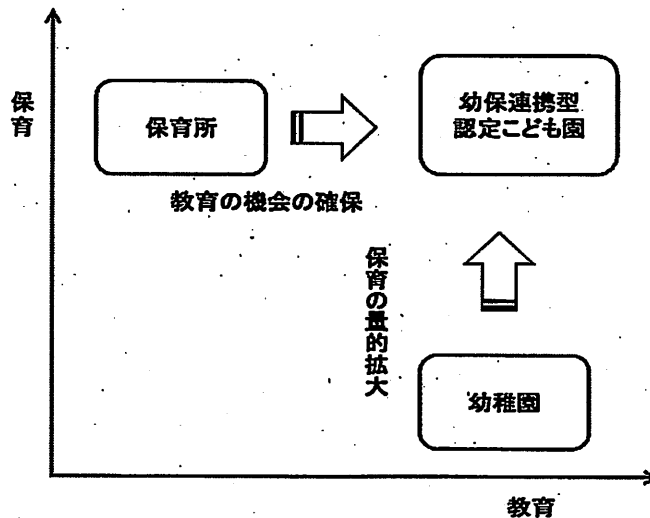 保育
保育所
幼保連携型
認定こども園
教育の機会の確保
保育の量的拡大
幼稚園
教育